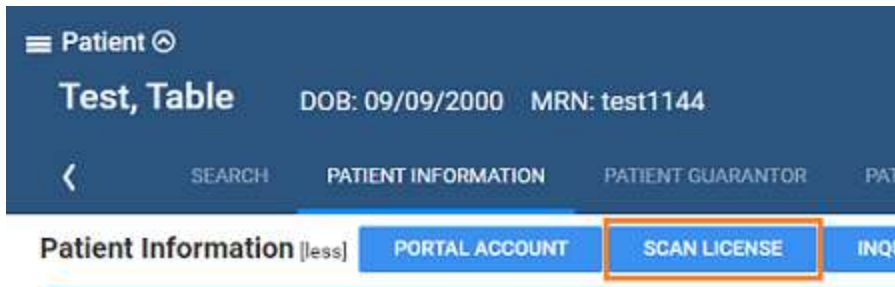 Patient
Test, Table DOB: 09/09/2000 MRN: test1144
SEARCH PATIENT INFORMATION PATIENT GUARANTOR
Patient Information [less] PORTAL ACCOUNT SCAN LICENSE